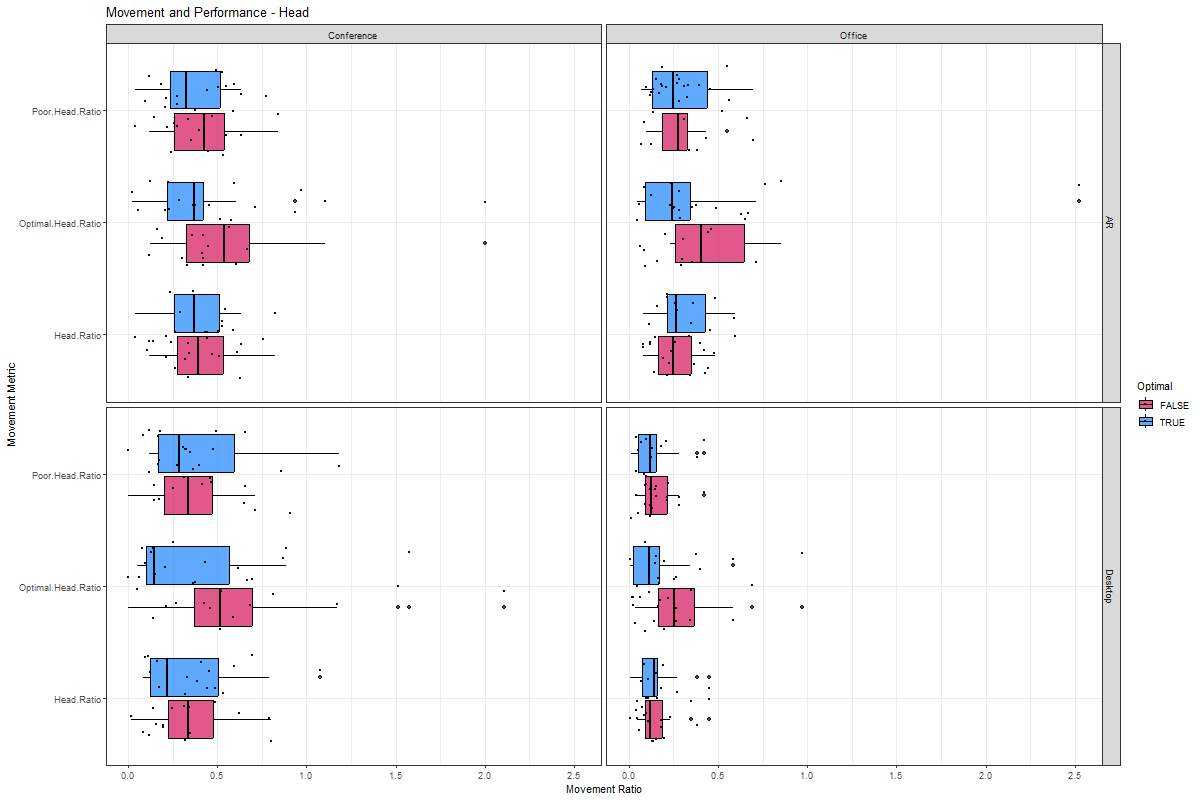 Movement and Performance - Head
Conference
Office
Movement Metric
Poor.Head.Ratio
Optimal.Head.Ratio
Head.Ratio
AR
Poor.Head.Ratio
Optimal.Head.Ratio
Head.Ratio
Desktop
0.0 0.5 1.0 1.5 2.0 2.5
0.0 0.5 1.0 1.5 2.0 2.5
Movement Ratio
Optimal
FALSE
TRUE